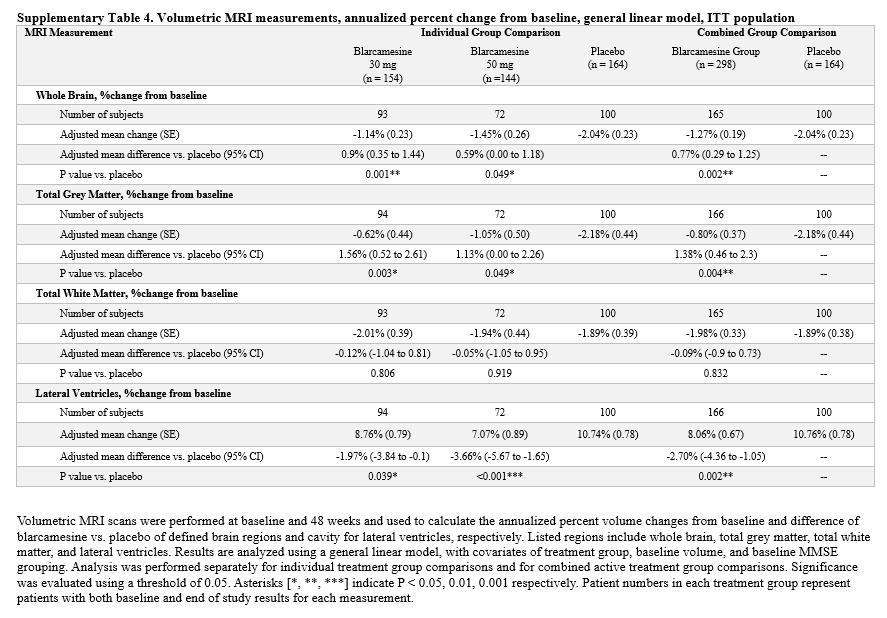 Supplementary Table 4. Volumetric MRI measurements, annualized percent change from baseline, general linear model, ITT population
MRI Measurement Individual Group Comparison Combined Group Comparison
Blarcamesine 30 mg (n = 154) Blarcamesine 50 mg (n =144) Placebo (n = 164) Blarcamesine Group (n = 298) Placebo (n = 164)
Whole Brain, %change from baseline
Number of subjects 93 72 100 165 100
Adjusted mean change (SE) -1.14% (0.23) -1.45% (0.26) -2.04% (0.23) -1.27% (0.19) -2.04% (0.23)
Adjusted mean difference vs. placebo (95% CI) 0.9% (0.35 to 1.44) 0.59% (0.00 to 1.18) 0.77% (0.29 to 1.25) --
P value vs. placebo 0.001** 0.049* 0.002** --
Total Grey Matter, %change from baseline
Number of subjects 94 72 100 166 100
Adjusted mean change (SE) -0.62% (0.44) -1.05% (0.50) -2.18% (0.44) -0.80% (0.37) -2.18% (0.44)
Adjusted mean difference vs. placebo (95% CI) 1.56% (0.52 to 2.61) 1.13% (0.00 to 2.26) 1.38% (0.46 to 2.3) --
P value vs. placebo 0.003* 0.049* 0.004** --
Total White Matter, %change from baseline
Number of subjects 93 72 100 165 100
Adjusted mean change (SE) -2.01% (0.39) -1.94% (0.44) -1.89% (0.39) -1.98% (0.33) -1.89% (0.38)
Adjusted mean difference vs. placebo (95% CI) -0.12% (-1.04 to 0.81) -0.05% (-1.05 to 0.95) -0.09% (-0.9 to 0.73) --
P value vs. placebo 0.806 0.919 0.832 --
Lateral Ventricles, %change from baseline
Number of subjects 94 72 100 166 100
Adjusted mean change (SE) 8.76% (0.79) 7.07% (0.89) 10.74% (0.78) 8.06% (0.67) 10.76% (0.78)
Adjusted mean difference vs. placebo (95% CI) -1.97% (-3.84 to -0.1) -3.66% (-5.67 to -1.65) -2.70% (-4.36 to -1.05) --
P value vs. placebo 0.039* <0.001*** 0.002** --
Volumetric MRI scans were performed at baseline and 48 weeks and used to calculate the annualized percent volume changes from baseline and difference of
blarcamesine vs. placebo of defined brain regions and cavity for lateral ventricles, respectively. Listed regions include whole brain, total grey matter, total white
matter, and lateral ventricles. Results are analyzed using a general linear model, with covariates of treatment group, baseline volume, and baseline MMSE
grouping. Analysis was performed separately for individual treatment group comparisons and for combined active treatment group comparisons. Significance
was evaluated using a threshold of 0.05. Asterisks [*, **, ***] indicate P < 0.05, 0.01, 0.001 respectively. Patient numbers in each treatment group represent
patients with both baseline and end of study results for each measurement.